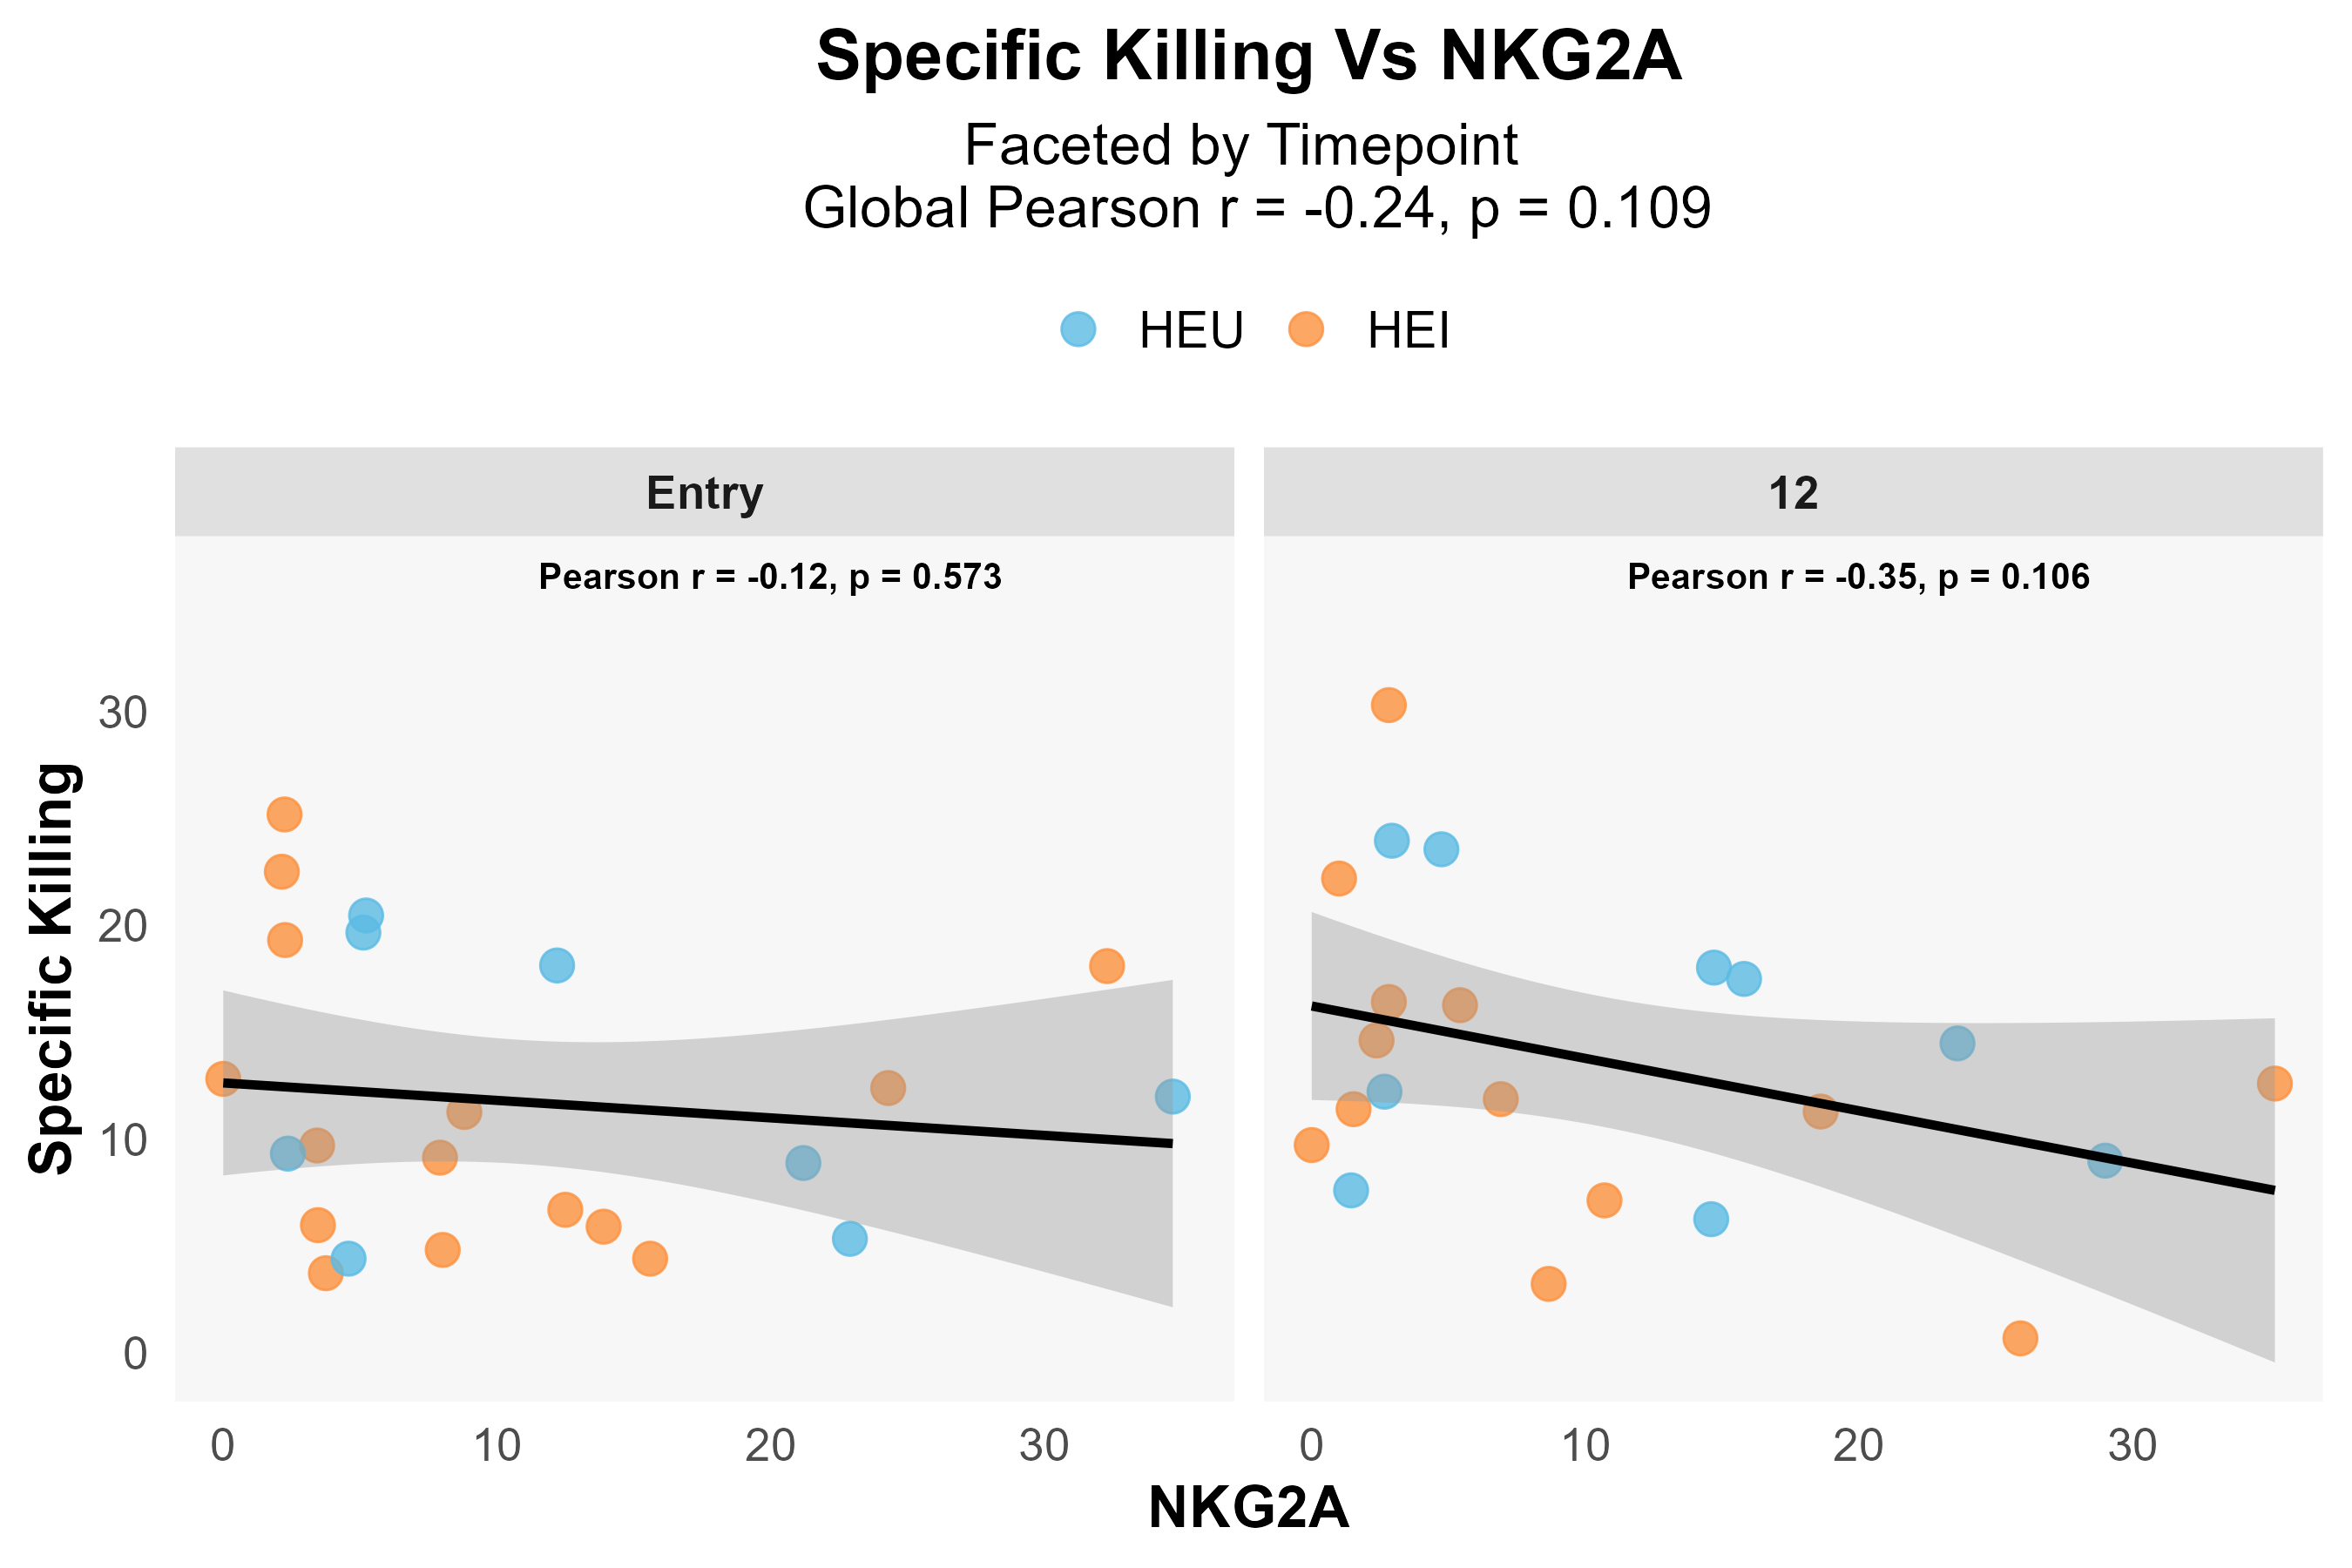 Specific Killing Vs NKG2A
Faceted by Timepoint
Global Pearson r = -0.24, p = 0.109
HEU
HEI
Entry
12
Pearson r = -0.12, p = 0.573
Pearson r = -0.35, p = 0.106
Specific Killing
30
20
10
0
0 10 20 30
0 10 20 30
NKG2A